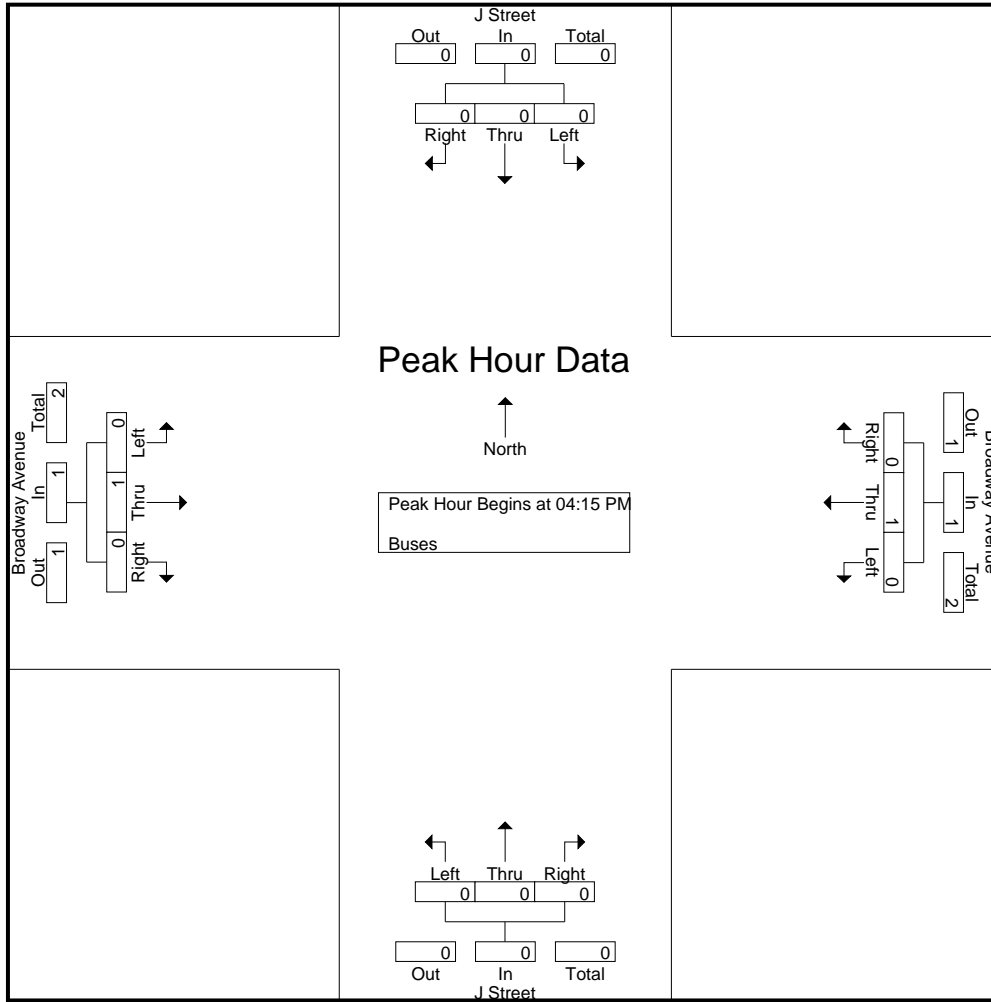 J Street
Out In Total
0 0 0
0 0 0
Right Thru Left
Peak Hour Data
North
Peak Hour Begins at 04:15 PM
Buses
Broadway Avenue
Out In Total
1 1 2
Left Thru Right
0 1 0
Broadway Avenue
Out In Total
1 1 2
Right Thru Left
0 1 0
Left Thru Right
0 0 0
0 0 0
Out In Total
J Street